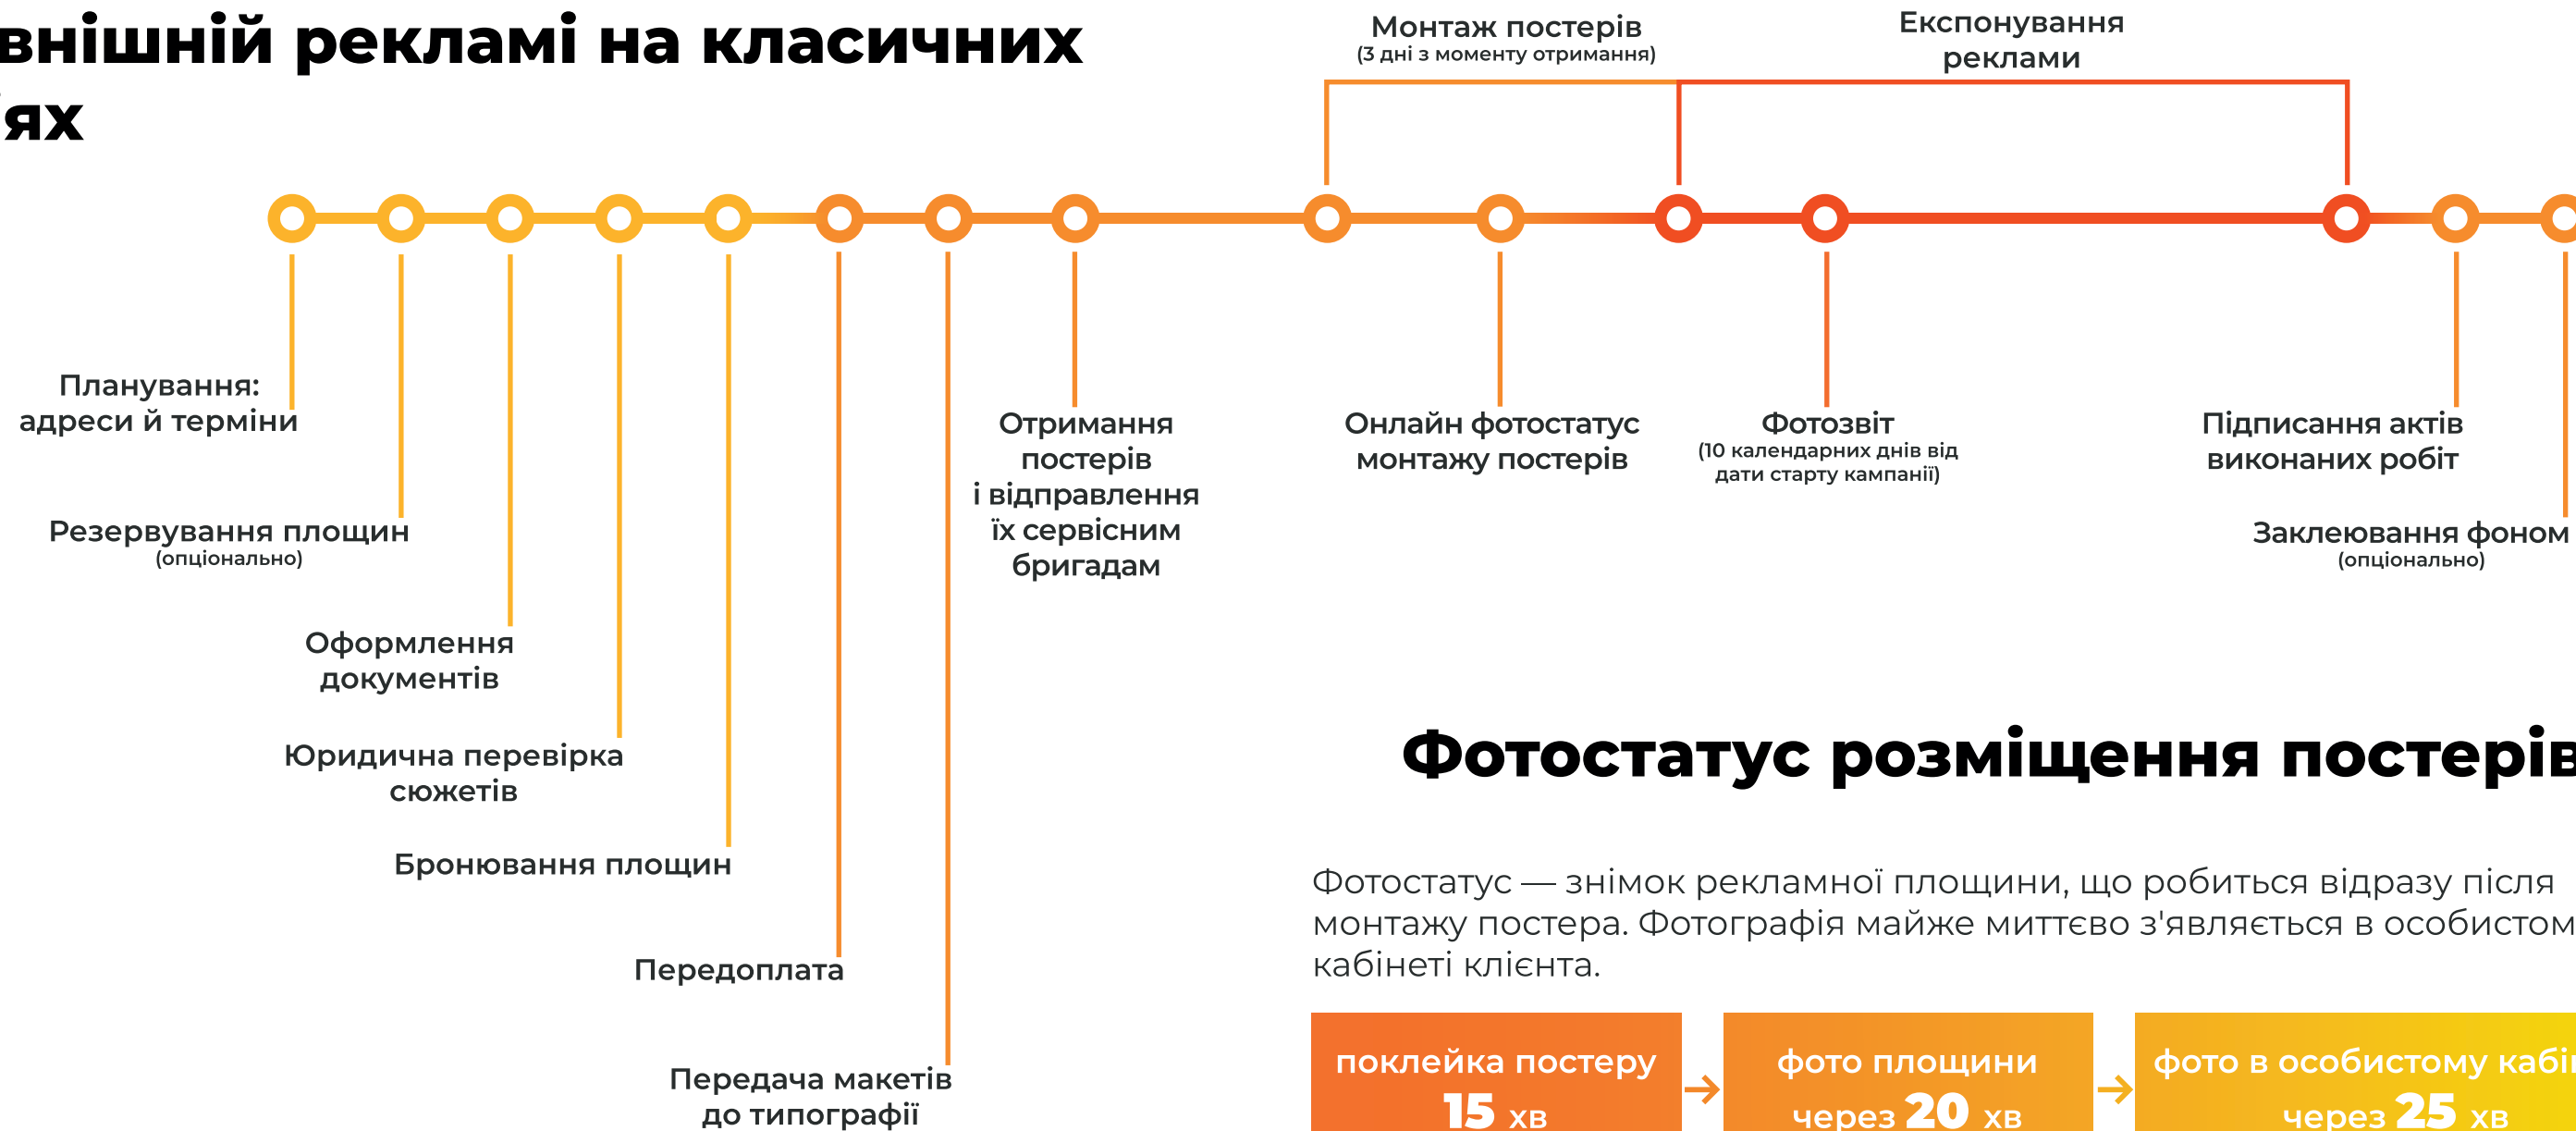 внішній рекламі на класичних
ях
Монтаж постерів
(3 дні з моменту отримання)
Експонування
реклами
Планування:
адреси й терміни
Резервування площин
(опціонально)
Оформлення
документів
Юридична перевірка
сюжетів
Бронювання площин
Передоплата
Передача макетів
до типографії
Отримання
постерів
і відправлення
їх сервісним
бригадам
Онлайн фотостатус
монтажу постерів
Фотозвіт
(10 календарних днів від
дати старту кампанії)
Підписання актів
виконаних робіт
Заклеювання фоном
(опціонально)
Фотостатус розміщення постерів
Фотостатус — знімок рекламної площини, що робиться відразу після
монтажу постера. Фотографія майже миттєво з'являється в особистом
кабінеті клієнта.
поклейка постеру
15 хв
фото площини
через 20 хв
фото в особистому кабі
через 25 хв